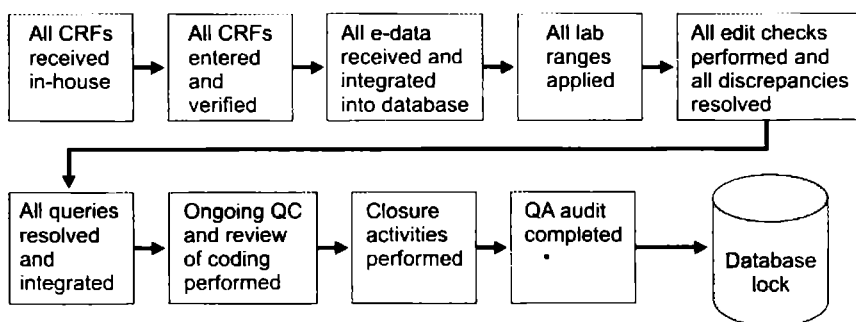 All CRFs
received
in-house
All CRFs
entered
and
verified
All e-data
received and
integrated
into database
All lab
ranges
applied
All edit checks
performed and
all discrepancies
resolved
All queries
resolved
and
integrated
Ongoing QC
and review
of coding
performed
Closure
activities
performed
QA audit
completed
Database
lock